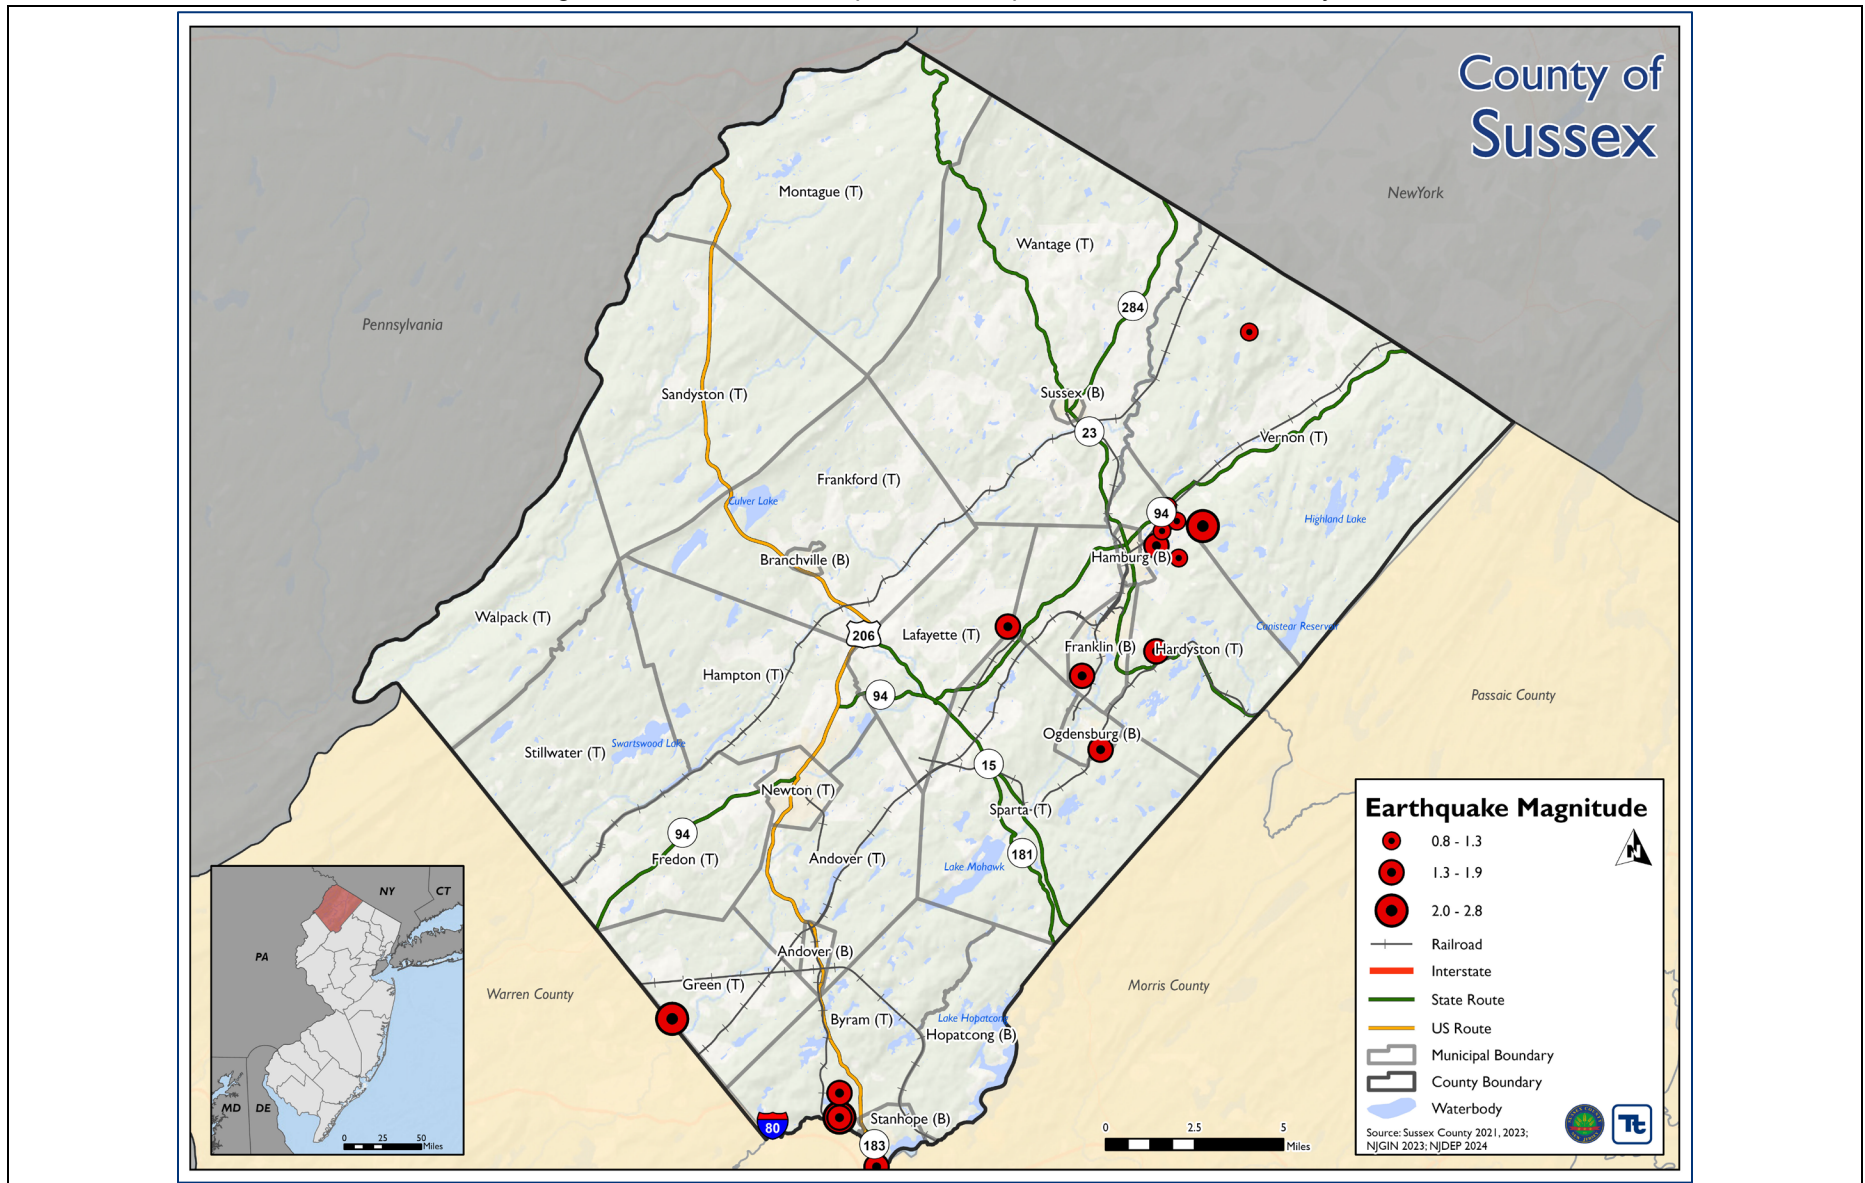 County of
Sussex
NewYork
Pennsylvania
Montague (T)
Wantage (T)
284
Sandyston (T)
Sussex (B)
23
Vernon (T)
Frankford (T)
Culver Lake
94
Highland Lake
Branchville (B)
Hamburg (B)
Walpack (T)
206
Lafayette (T)
Canistear Reservoir
Franklin (B)
Hardyston (T)
Hampton (T)
94
Passaic County
Stillwater (T)
Swartswood Lake
Ogdensburg (B)
15
Newton (T)
Sparta (T)
94
Fredon (T)
Andover (T)
Lake Mohawk
181
Andover (B)
Green (T)
Warren County
Morris County
Byram (T)
Lake Hopatcong
Hopatcong (B)
Stanhope (B)
80
183
0 2.5 5
Miles
NY
CT
PA
MD
DE
0 25 50
Miles
Earthquake Magnitude
0.8 - 1.3
1.3 - 1.9
2.0 - 2.8
N
Railroad
Interstate
State Route
US Route
Municipal Boundary
County Boundary
Waterbody
Source: Sussex County 2021, 2023;
NJGIN 2023; NJDEP 2024
Tt